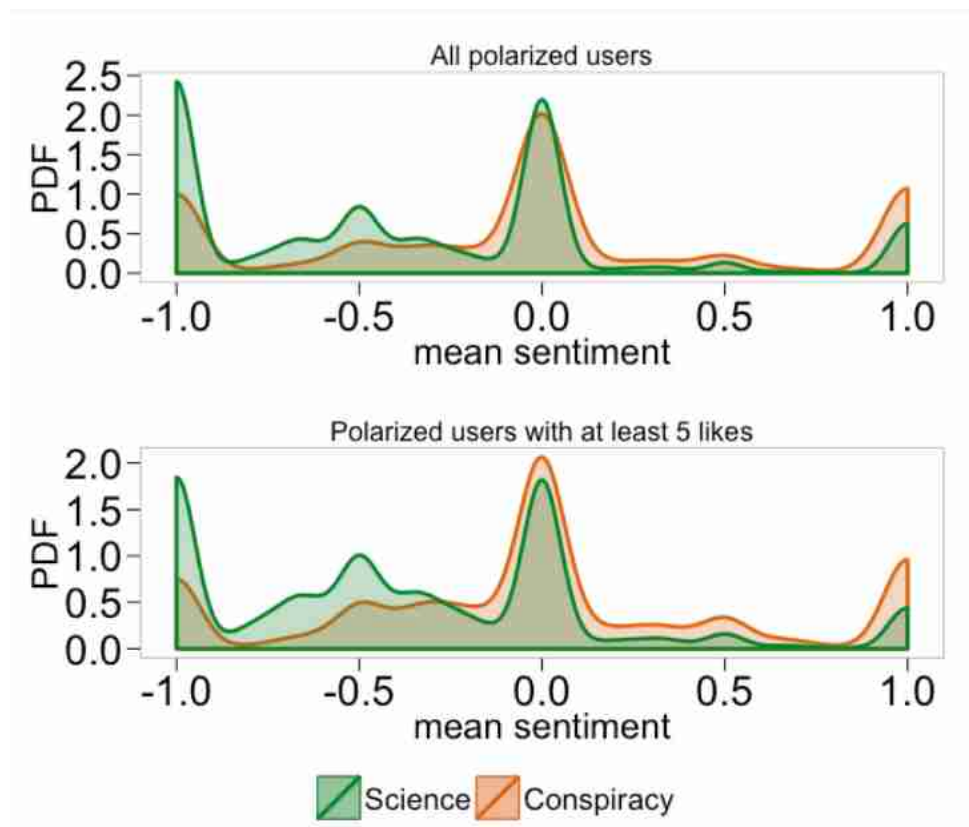 All polarized users
PDF
2.5
2.0
1.5
1.0
0.5
0.0
-1.0 -0.5 0.0 0.5 1.0
mean sentiment
Polarized users with at least 5 likes
PDF
2.0
1.5
1.0
0.5
0.0
-1.0 -0.5 0.0 0.5 1.0
mean sentiment
Science Conspiracy